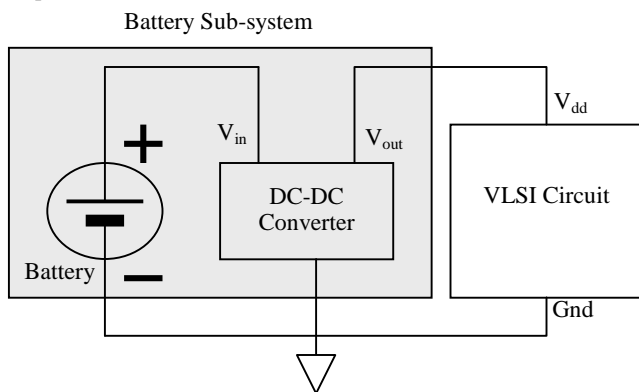 Battery Sub-system
V_in
V_out
V_dd
DC-DC
Converter
VLSI Circuit
Battery
Gnd